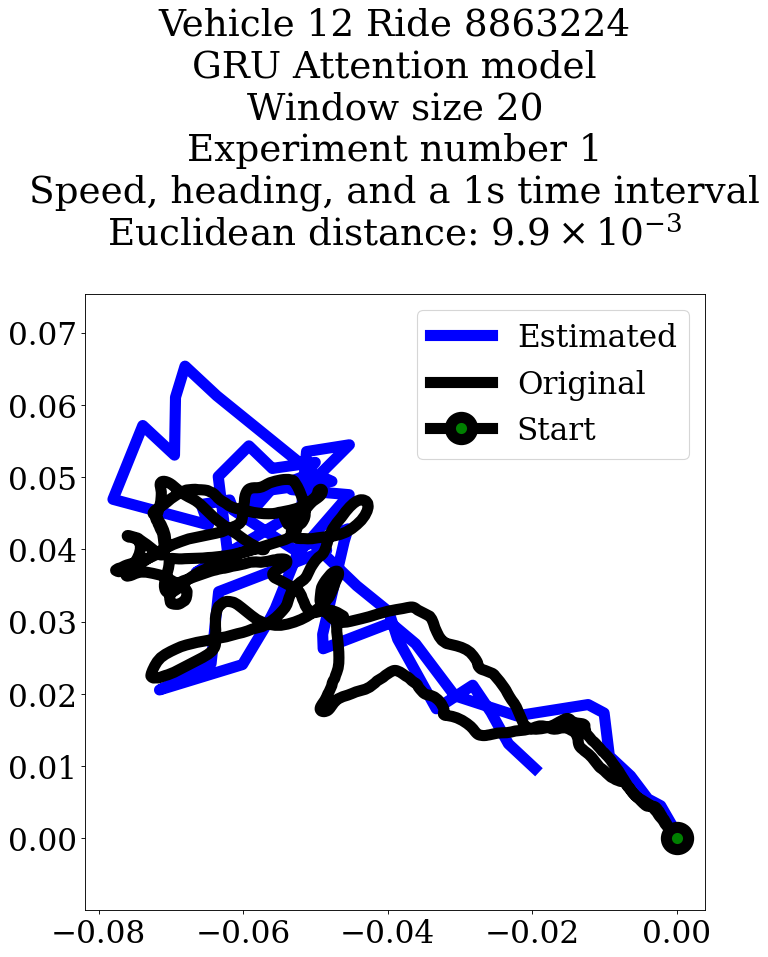 Vehicle 12 Ride 8863224
GRU Attention model
Window size 20
Experiment number 1
Speed, heading, and a 1s time interval
Euclidean distance: 9.9 × 10⁻³
Estimated
Original
Start
0.07
0.06
0.05
0.04
0.03
0.02
0.01
0.00
−0.08 −0.06 −0.04 −0.02 0.00